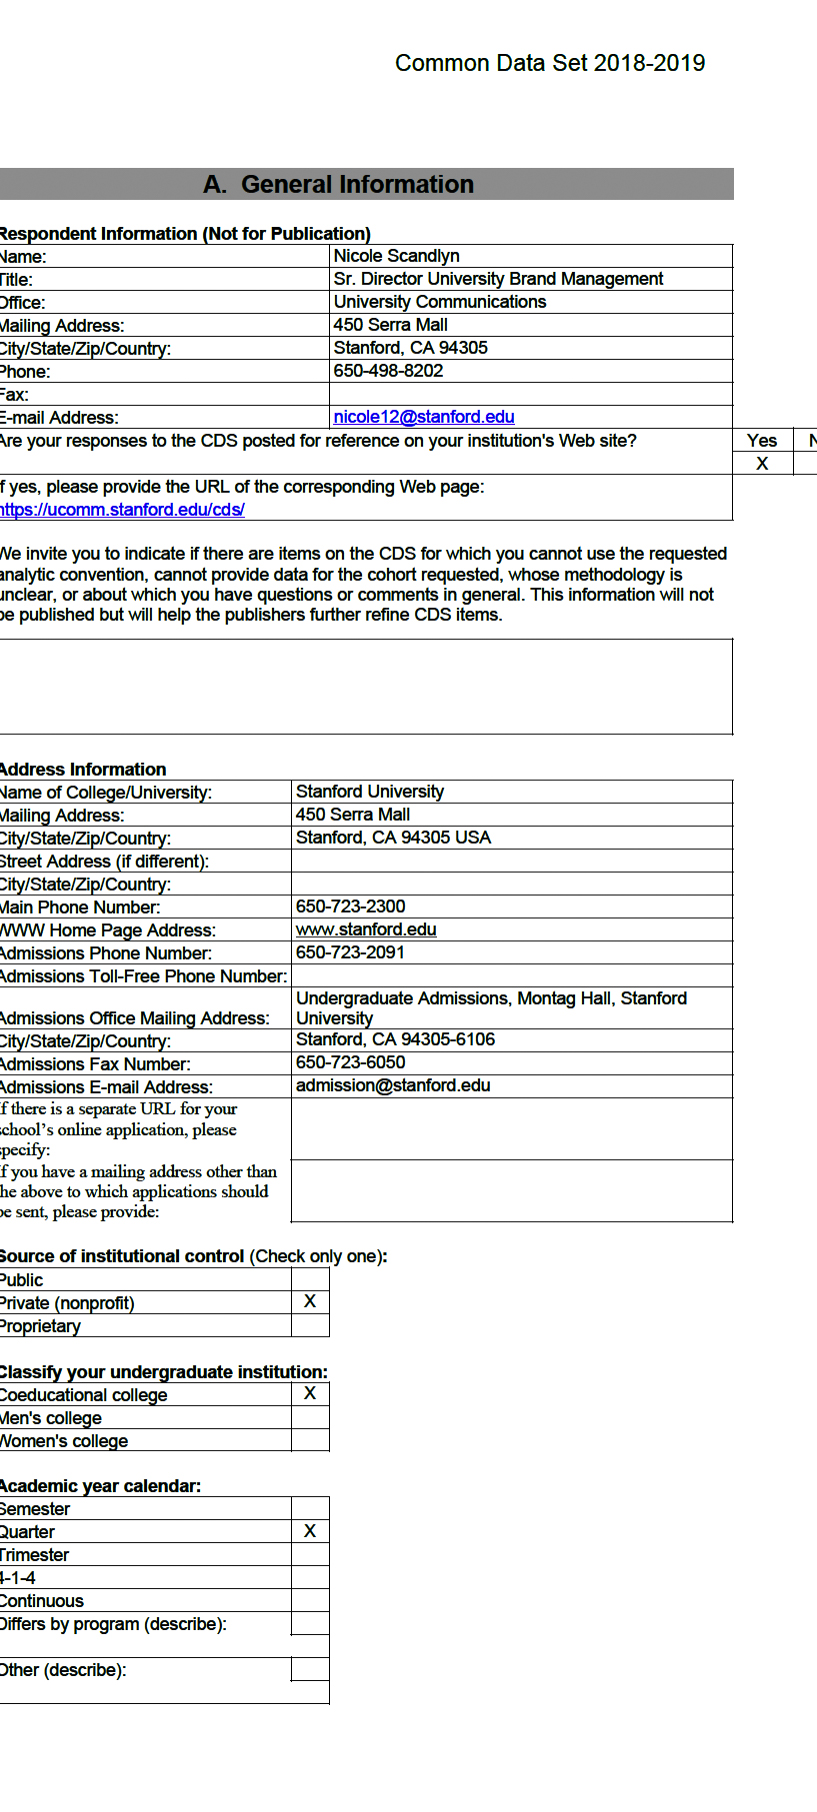 Common Data Set 2018-2019
A. General Information
Respondent Information (Not for Publication)
Name: Nicole Scandlyn
Title: Sr. Director University Brand Management
Office: University Communications
Mailing Address: 450 Serra Mall
City/State/Zip/Country: Stanford, CA 94305
Phone: 650-498-8202
Fax:
E-mail Address: nicole12@stanford.edu
Are your responses to the CDS posted for reference on your institution's Web site? Yes N
X
If yes, please provide the URL of the corresponding Web page:
https://ucomm.stanford.edu/cds/
We invite you to indicate if there are items on the CDS for which you cannot use the requested
analytic convention, cannot provide data for the cohort requested, whose methodology is
unclear, or about which you have questions or comments in general. This information will not
be published but will help the publishers further refine CDS items.
Address Information
Name of College/University: Stanford University
Mailing Address: 450 Serra Mall
City/State/Zip/Country: Stanford, CA 94305 USA
Street Address (if different):
City/State/Zip/Country:
Main Phone Number: 650-723-2300
WWW Home Page Address: www.stanford.edu
Admissions Phone Number: 650-723-2091
Admissions Toll-Free Phone Number:
Undergraduate Admissions, Montag Hall, Stanford
Admissions Office Mailing Address: University
City/State/Zip/Country: Stanford, CA 94305-6106
Admissions Fax Number: 650-723-6050
Admissions E-mail Address: admission@stanford.edu
If there is a separate URL for your
school’s online application, please
specify:
If you have a mailing address other than
the above to which applications should
be sent, please provide:
Source of institutional control (Check only one):
Public
Private (nonprofit) X
Proprietary
Classify your undergraduate institution:
Coeducational college X
Men's college
Women's college
Academic year calendar:
Semester
Quarter X
Trimester
4-1-4
Continuous
Differs by program (describe):
Other (describe):